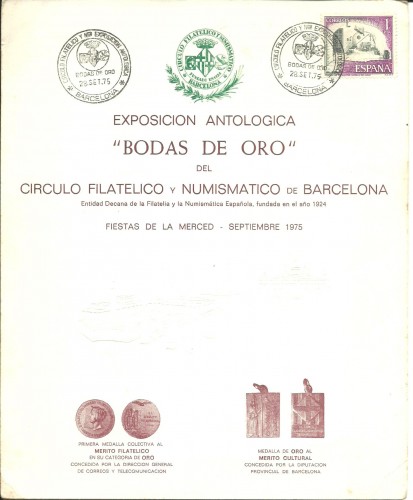 CIRCULO FILATELICO Y NUMISMATICO
BARCELONA
BODAS DE ORO
28 SET. 75
BARCELONA
BODAS DE ORO
28 SET. 75
BARCELONA
CORREOS
1
ESPAÑA
EXPOSICION ANTOLOGICA
"BODAS DE ORO"
DEL
CIRCULO FILATELICO Y NUMISMATICO DE BARCELONA
Entidad Decana de la Filatelia y la Numismática Española, fundada en el año 1924
FIESTAS DE LA MERCED - SEPTIEMBRE 1975
PRIMERA MEDALLA COLECTIVA AL
MERITO FILATELICO
EN SU CATEGORIA DE ORO
CONCEDIDA POR LA DIRECCION GENERAL
DE CORREOS Y TELECOMUNICACION
MEDALLA DE ORO AL
MERITO CULTURAL
CONCEDIDA POR LA DIPUTACION
PROVINCIAL DE BARCELONA